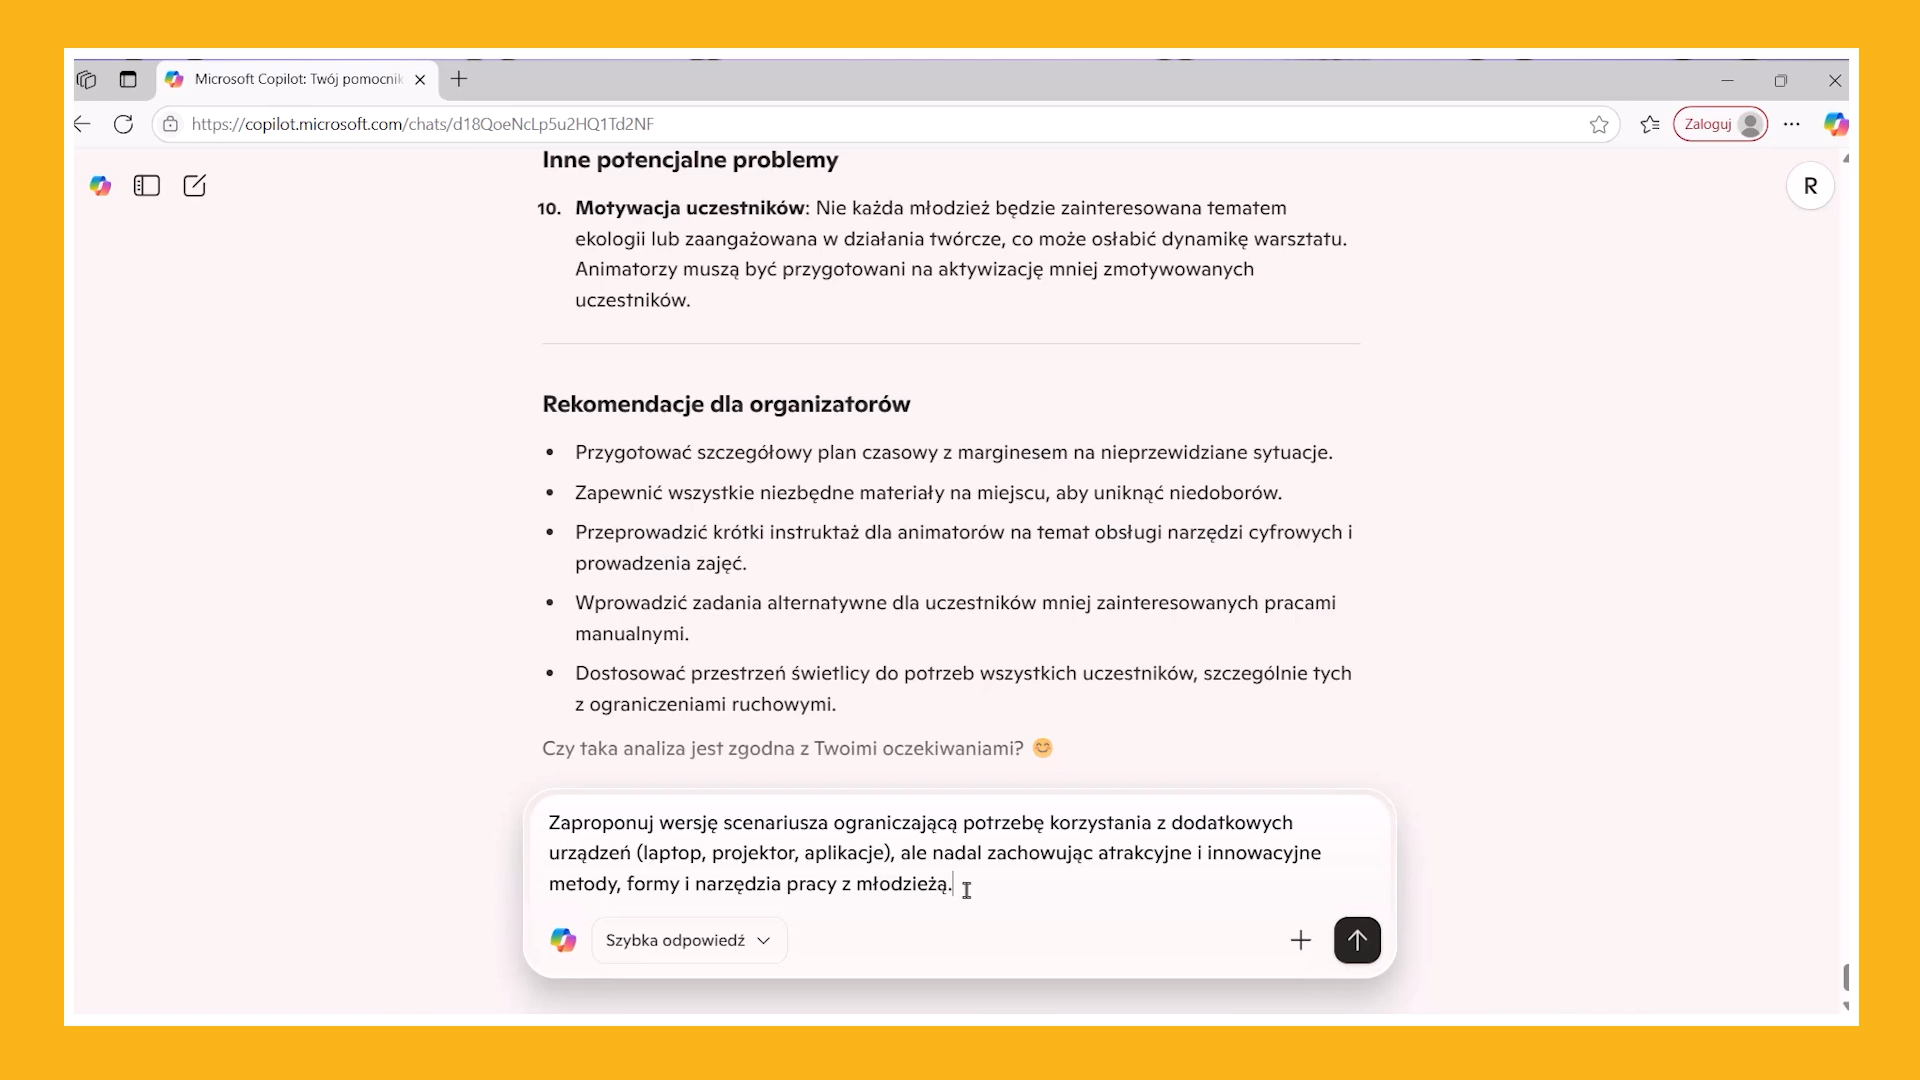 Microsoft Copilot: Twój pomocnik
https://copilot.microsoft.com/chats/d18QoeNcLp5u2HQ1Td2NF
Zaloguj
R
Inne potencjalne problemy
10. Motywacja uczestników: Nie każda młodzież będzie zainteresowana tematem
ekologii lub zaangażowana w działania twórcze, co może osłabić dynamikę warsztatu.
Animatorzy muszą być przygotowani na aktywizację mniej zmotywowanych
uczestników.
Rekomendacje dla organizatorów
• Przygotować szczegółowy plan czasowy z marginesem na nieprzewidziane sytuacje.
• Zapewnić wszystkie niezbędne materiały na miejscu, aby uniknąć niedoborów.
• Przeprowadzić krótki instruktaż dla animatorów na temat obsługi narzędzi cyfrowych i
prowadzenia zajęć.
• Wprowadzić zadania alternatywne dla uczestników mniej zainteresowanych pracami
manualnymi.
• Dostosować przestrzeń świetlicy do potrzeb wszystkich uczestników, szczególnie tych
z ograniczeniami ruchowymi.
Czy taka analiza jest zgodna z Twoimi oczekiwaniami? 😊
Zaproponuj wersję scenariusza ograniczającą potrzebę korzystania z dodatkowych
urządzeń (laptop, projektor, aplikacje), ale nadal zachowując atrakcyjne i innowacyjne
metody, formy i narzędzia pracy z młodzieżą.
Szybka odpowiedź